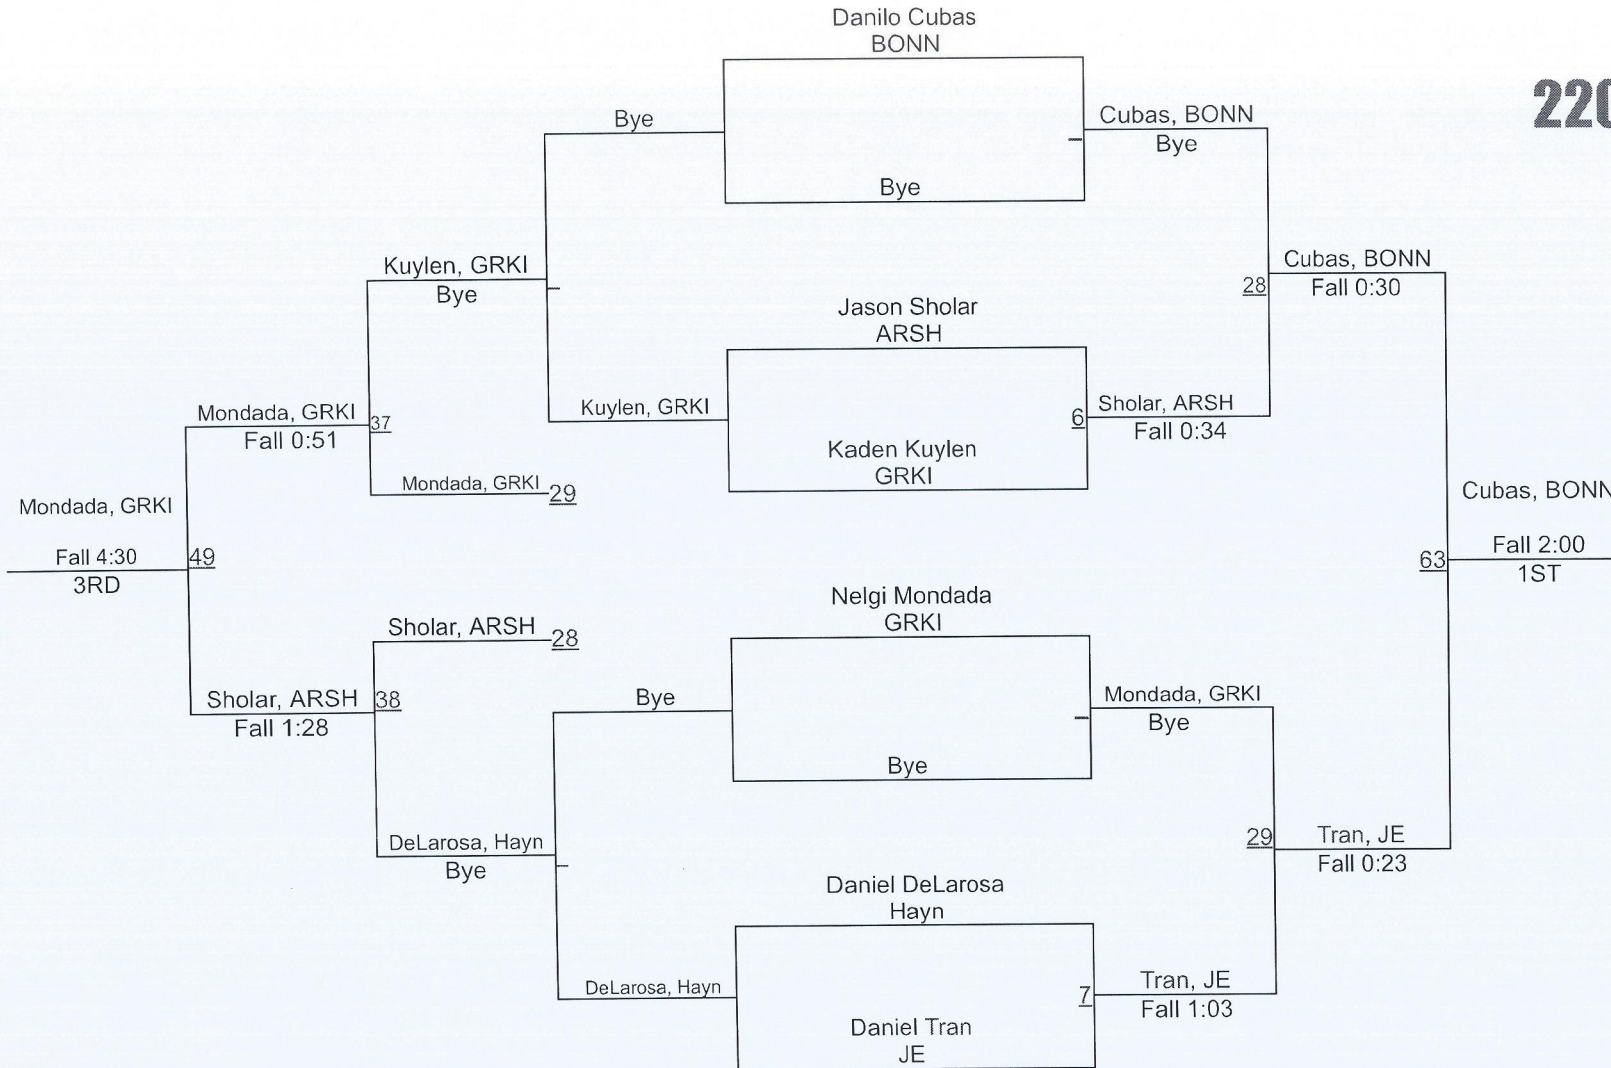 Danilo Cubas
BONN
220
Bye
Cubas, BONN
Bye
Bye
Kuylen, GRKI
Bye
Cubas, BONN
28
Fall 0:30
Jason Sholar
ARSH
Mondada, GRKI
37
Fall 0:51
Kuylen, GRKI
6
Sholar, ARSH
Fall 0:34
Kaden Kuylen
GRKI
Mondada, GRKI
29
Mondada, GRKI
Fall 4:30
49
3RD
Cubas, BONN
63
Fall 2:00
1ST
Nelgi Mondada
GRKI
Sholar, ARSH
28
Sholar, ARSH
38
Fall 1:28
Bye
Mondada, GRKI
Bye
Bye
DeLarosa, Hayn
Bye
29
Tran, JE
Fall 0:23
Daniel DeLarosa
Hayn
DeLarosa, Hayn
7
Tran, JE
Fall 1:03
Daniel Tran
JE